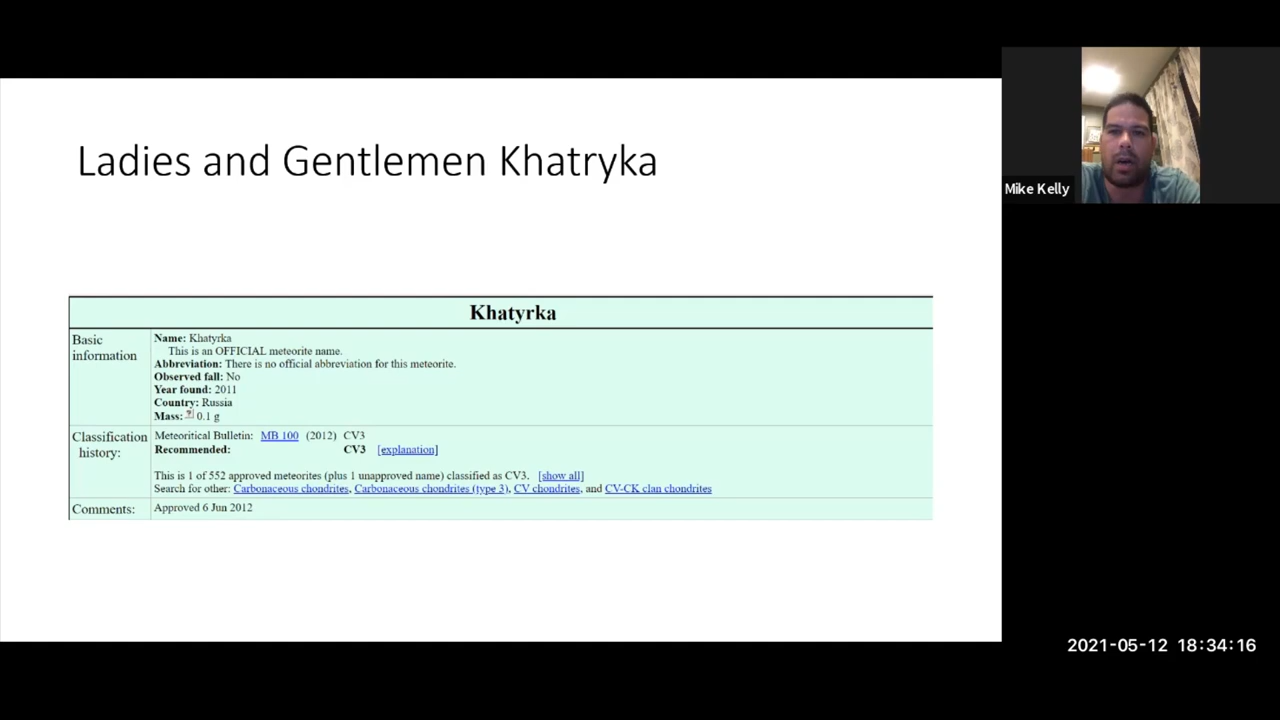 Ladies and Gentlemen Khatryka
Khatyrka
Basic information
Name: Khatyrka
This is an OFFICIAL meteorite name.
Abbreviation: There is no official abbreviation for this meteorite.
Observed fall: No
Year found: 2011
Country: Russia
Mass: 0.1 g
Classification history:
Meteoritical Bulletin: MB 100 (2012) CV3
Recommended: CV3 [explanation]
This is 1 of 552 approved meteorites (plus 1 unapproved name) classified as CV3. [show all]
Search for other: Carbonaceous chondrites, Carbonaceous chondrites (type 3), CV chondrites, and CV-CK clan chondrites
Comments: Approved 6 Jun 2012
Mike Kelly
2021-05-12 18:34:16